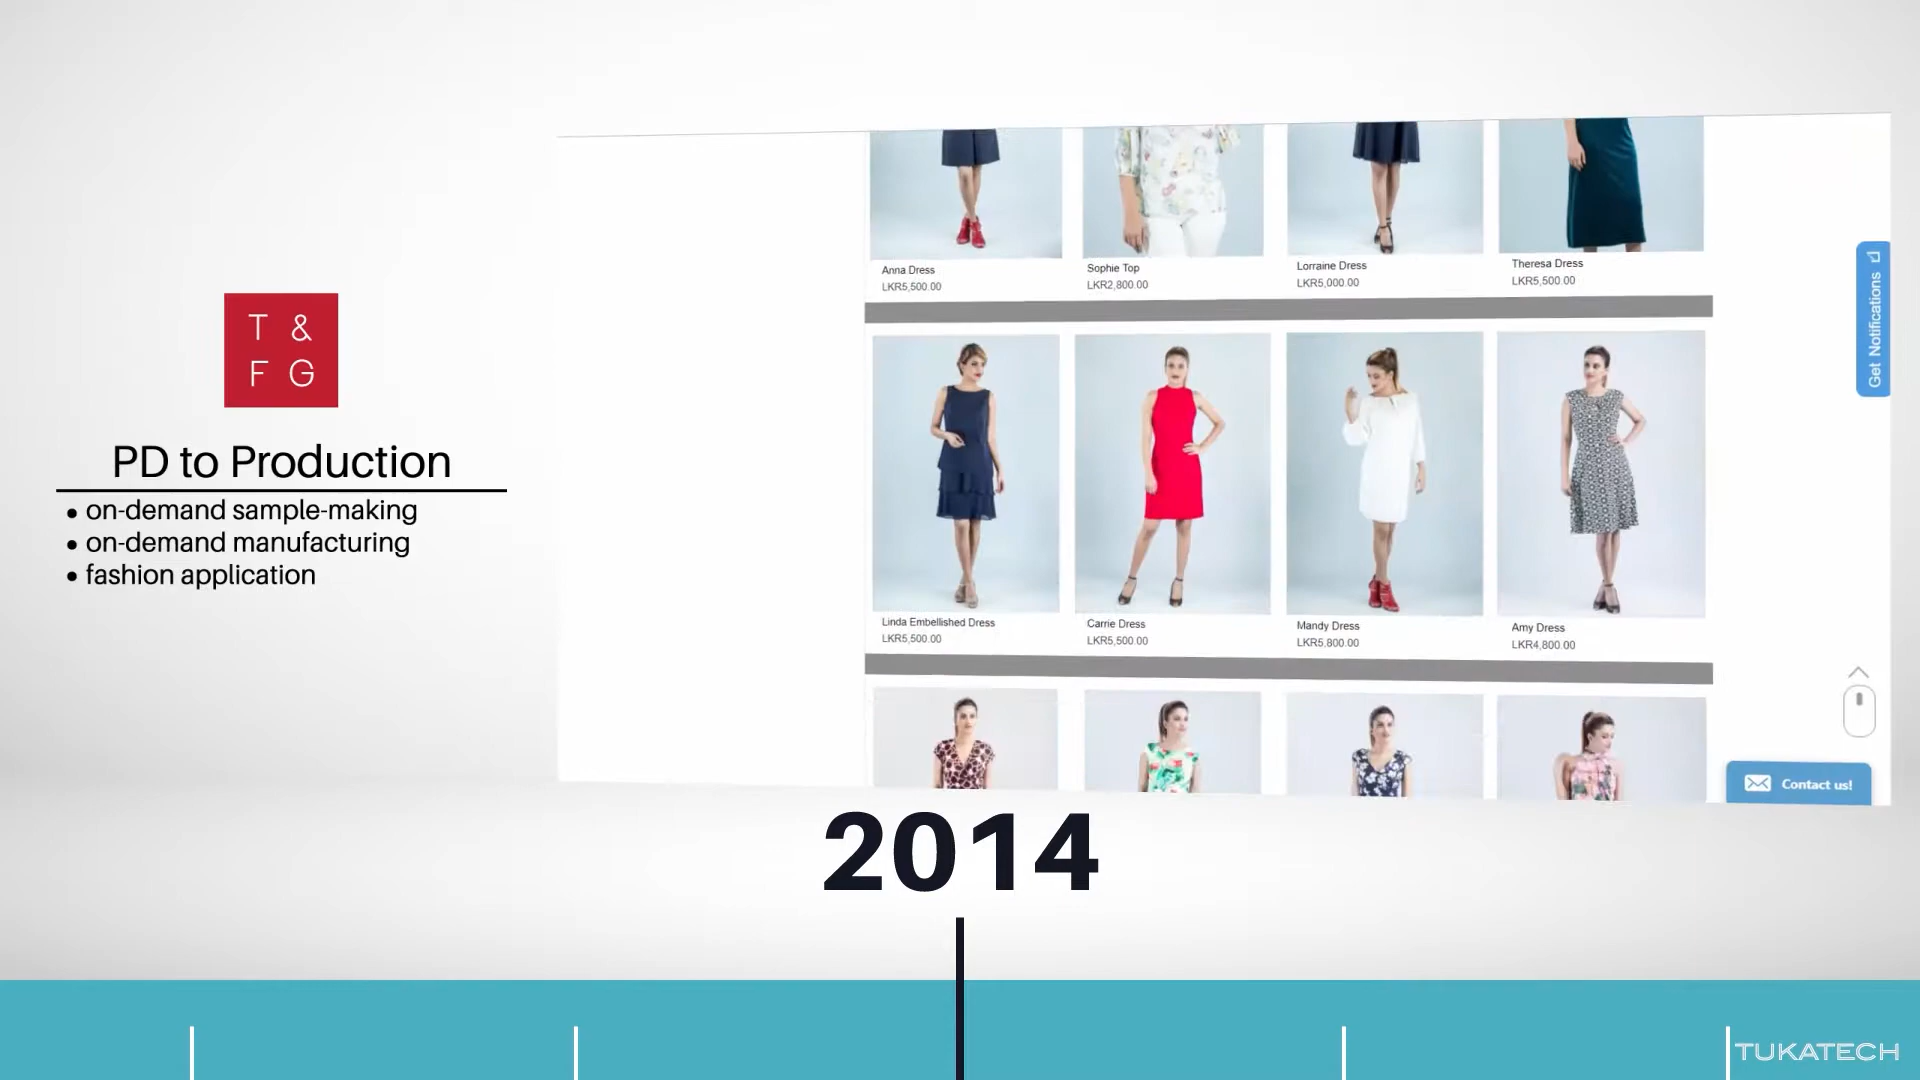 T &
F G
PD to Production
• on-demand sample-making
• on-demand manufacturing
• fashion application
Anna Dress
LKR5,500.00
Sophie Top
LKR2,800.00
Lorraine Dress
LKR5,000.00
Theresa Dress
LKR5,500.00
Get Notifications
Linda Embellished Dress
LKR5,500.00
Carrie Dress
LKR5,500.00
Mandy Dress
LKR5,800.00
Amy Dress
LKR4,800.00
Contact us!
2014
TUKATECH